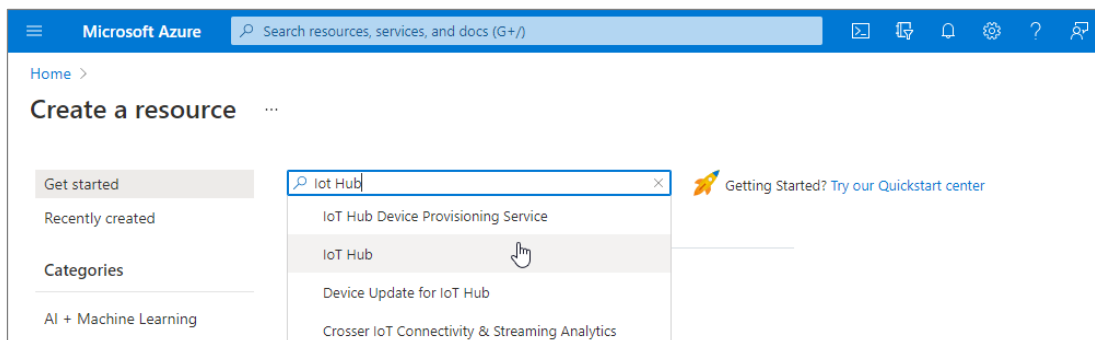 Microsoft Azure
Search resources, services, and docs (G+/)
Home >
Create a resource ...
Get started
Iot Hub
Getting Started? Try our Quickstart center
Recently created
IoT Hub Device Provisioning Service
IoT Hub
Categories
Device Update for IoT Hub
AI + Machine Learning
Crosser IoT Connectivity & Streaming Analytics